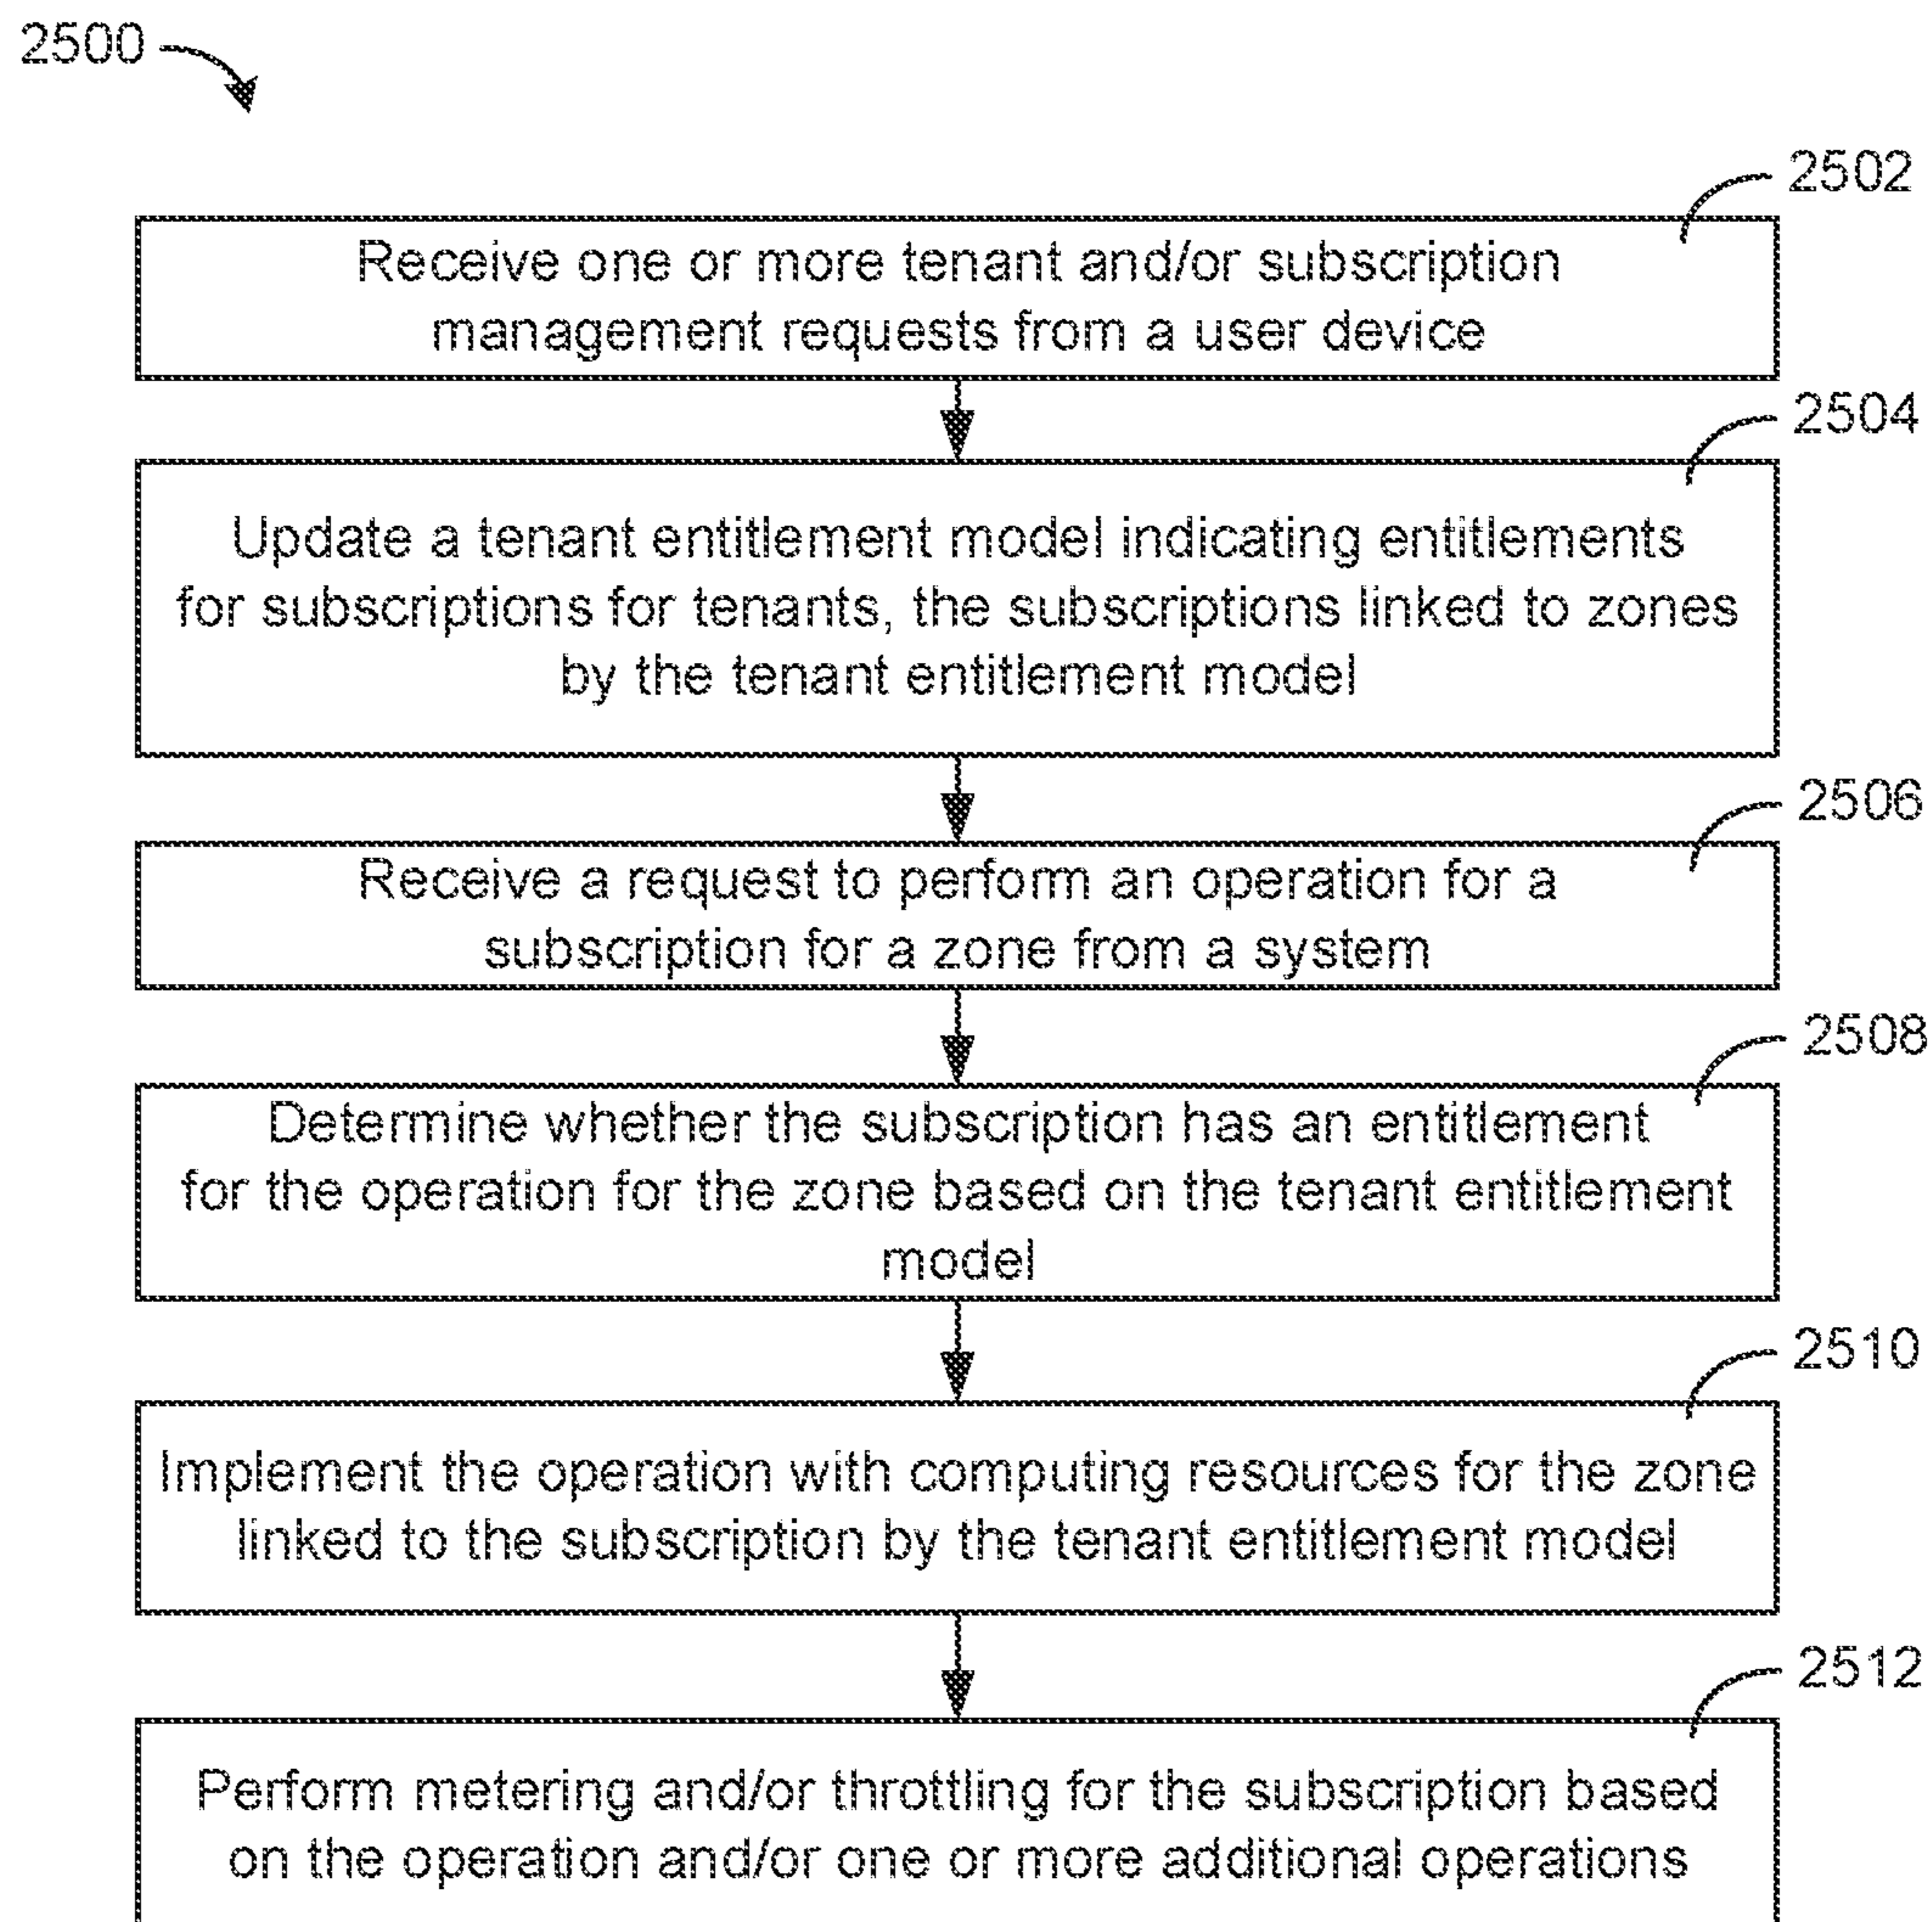 2500
2502
Receive one or more tenant and/or subscription
management requests from a user device
2504
Update a tenant entitlement model indicating entitlements
for subscriptions for tenants, the subscriptions linked to zones
by the tenant entitlement model
2506
Receive a request to perform an operation for a
subscription for a zone from a system
2508
Determine whether the subscription has an entitlement
for the operation for the zone based on the tenant entitlement
model
2510
Implement the operation with computing resources for the zone
linked to the subscription by the tenant entitlement model
2512
Perform metering and/or throttling for the subscription based
on the operation and/or one or more additional operations